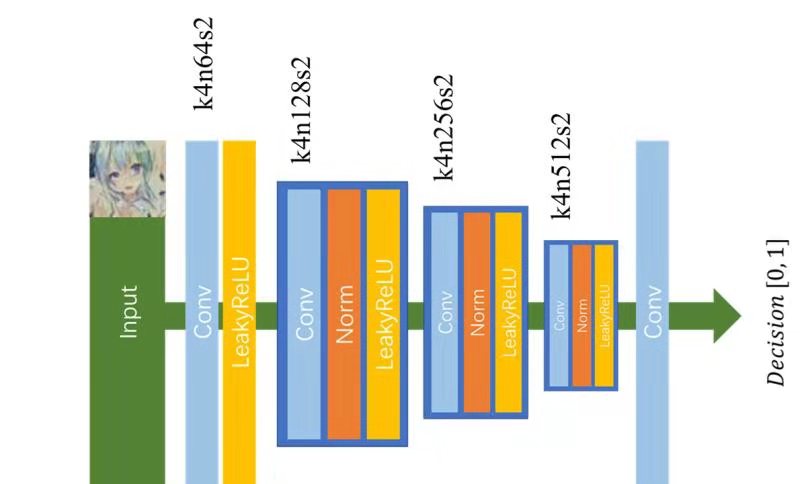 k4n64s2
k4n128s2
k4n256s2
k4n512s2
Input
Conv
LeakyReLU
Conv
Norm
LeakyReLU
Conv
Norm
LeakyReLU
Conv
Norm
LeakyReLU
Conv
Decision [0, 1]